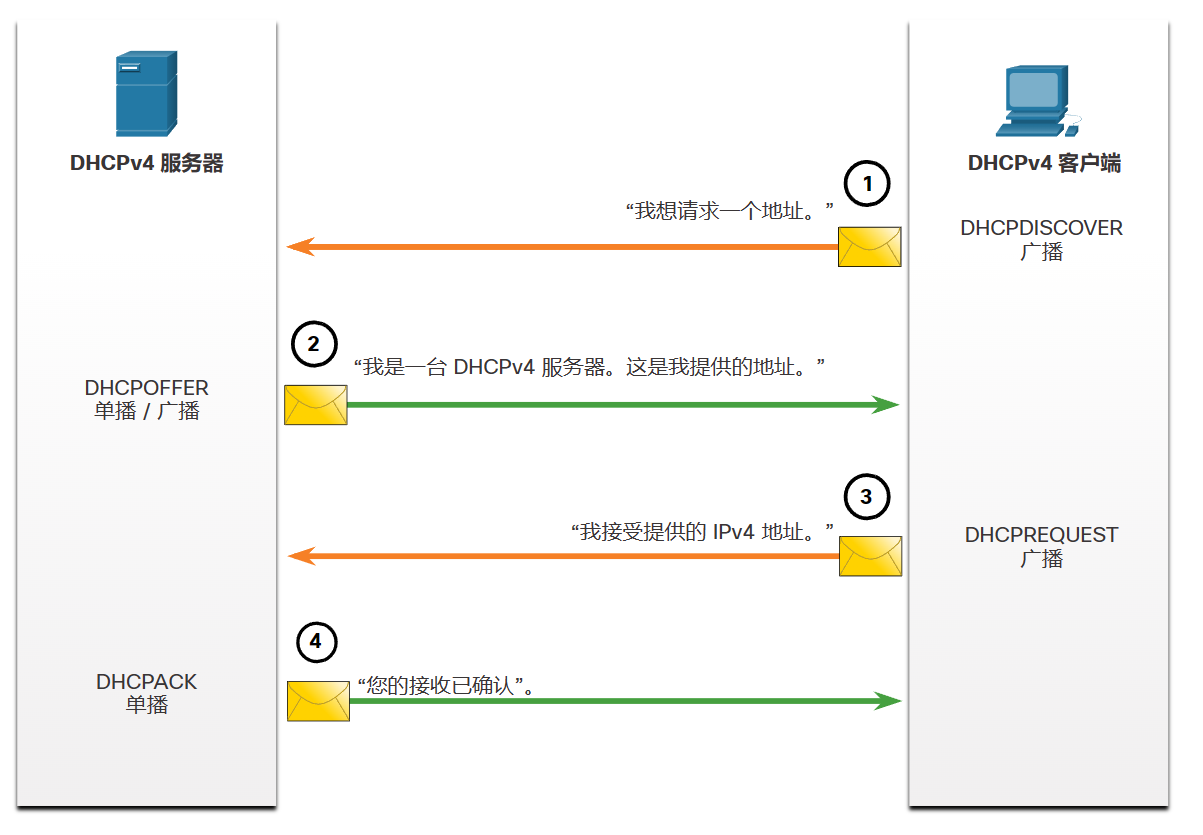 DHCPv4 服务器
DHCPv4 客户端
1
“我想请求一个地址。”
DHCPDISCOVER
广播
2
“我是一台 DHCPv4 服务器。这是我提供的地址。”
DHCPOFFER
单播 / 广播
3
“我接受提供的 IPv4 地址。”
DHCPREQUEST
广播
4
“您的接收已确认”。
DHCPACK
单播